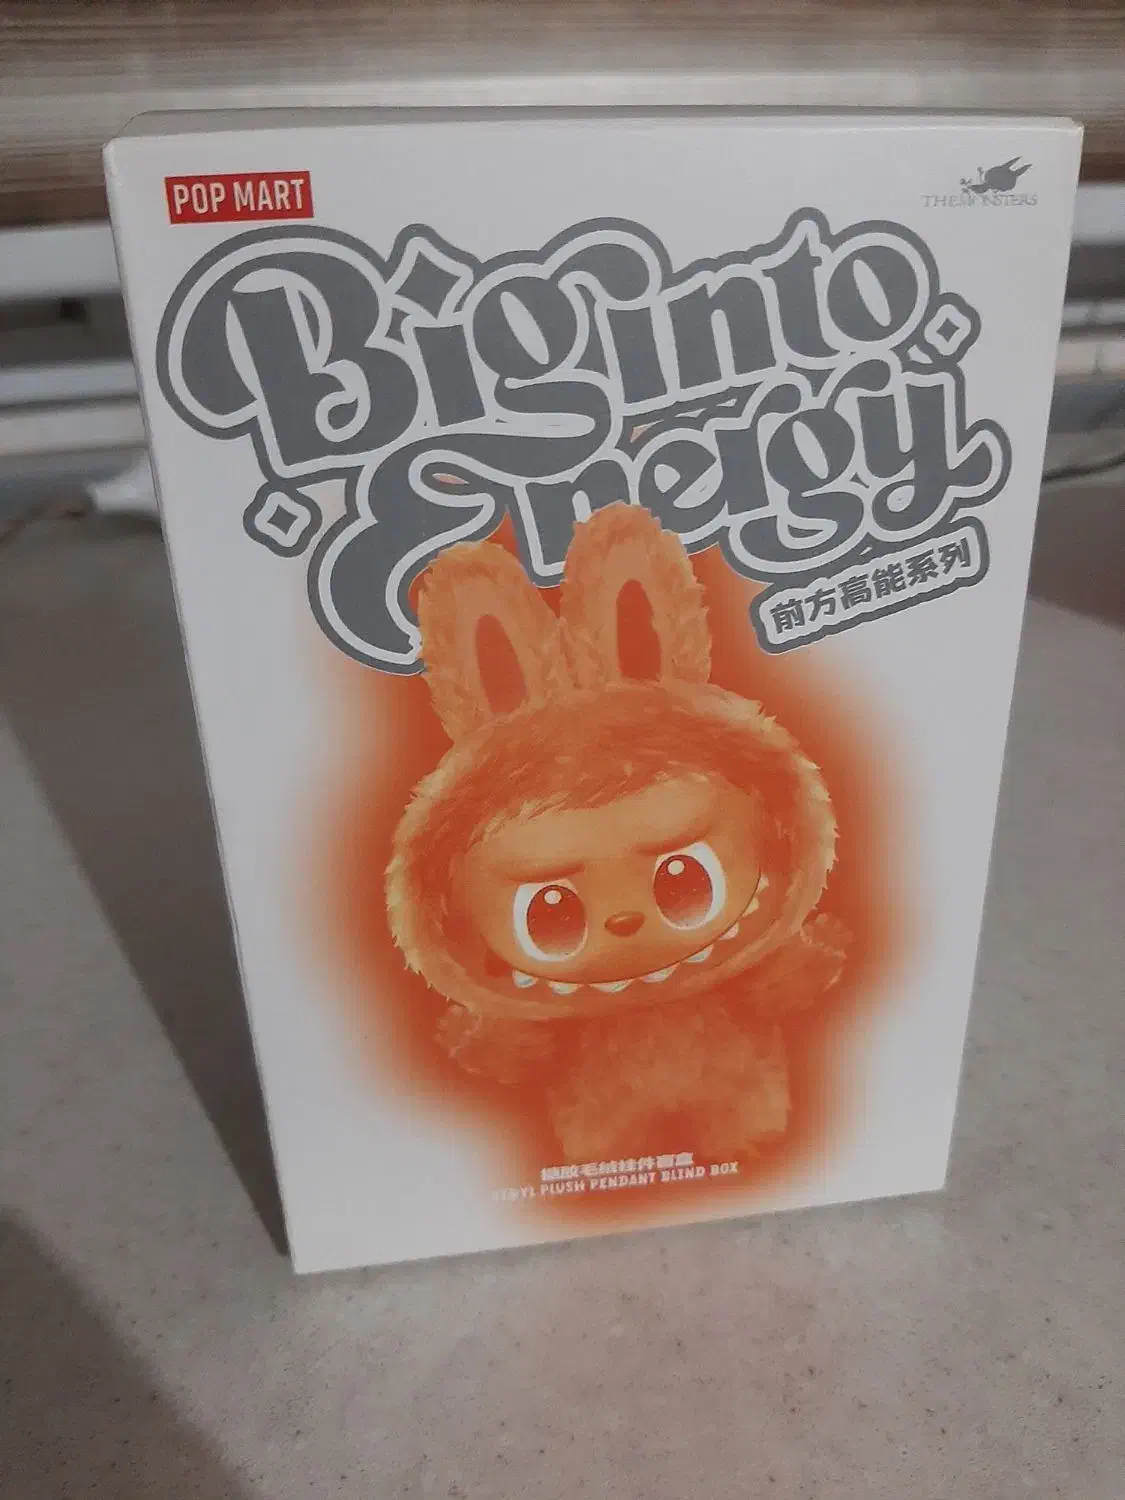 POP MART
THE MONSTERS
Big into
Energy
前方高能系列
搪胶毛绒挂件盲盒
VINYL PLUSH PENDANT BLIND BOX